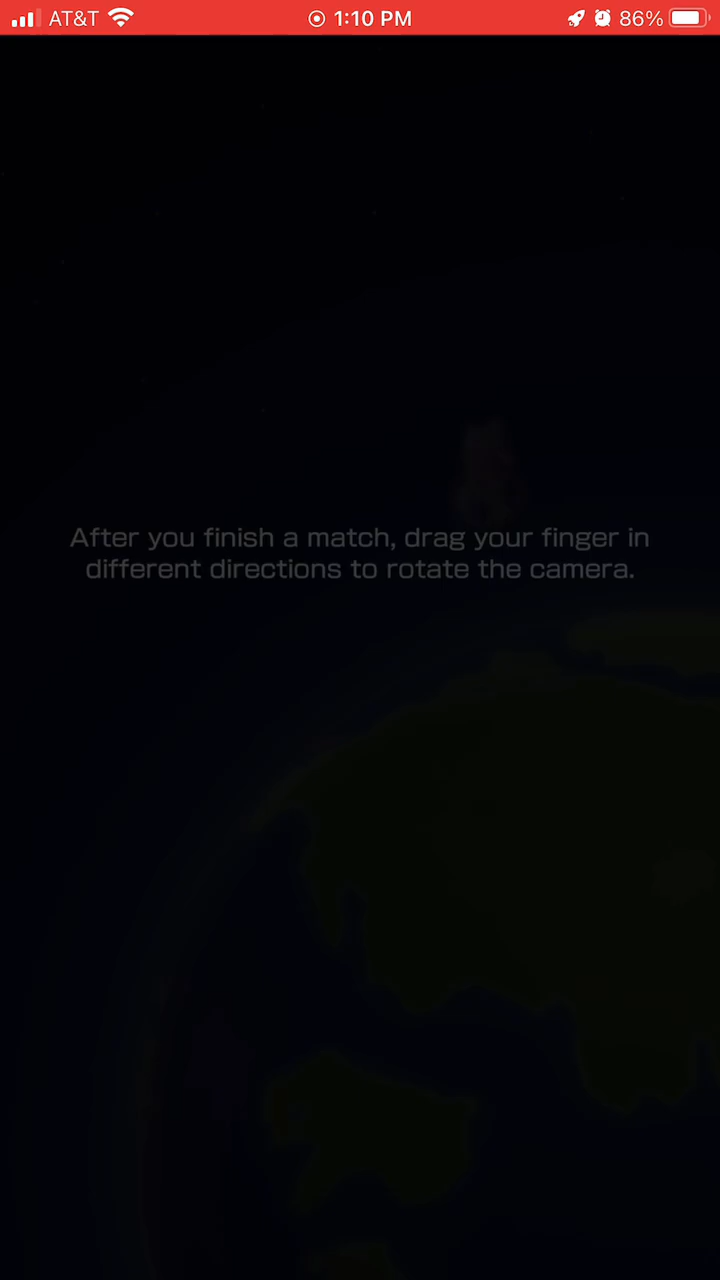 AT&T 1:10 PM 86%
After you finish a match, drag your finger in
different directions to rotate the camera.